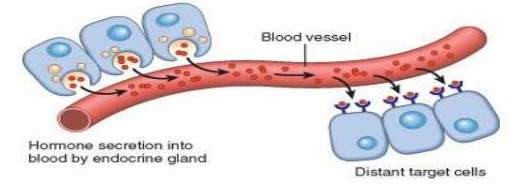 Blood vessel
Hormone secretion into
blood by endocrine gland
Distant target cells